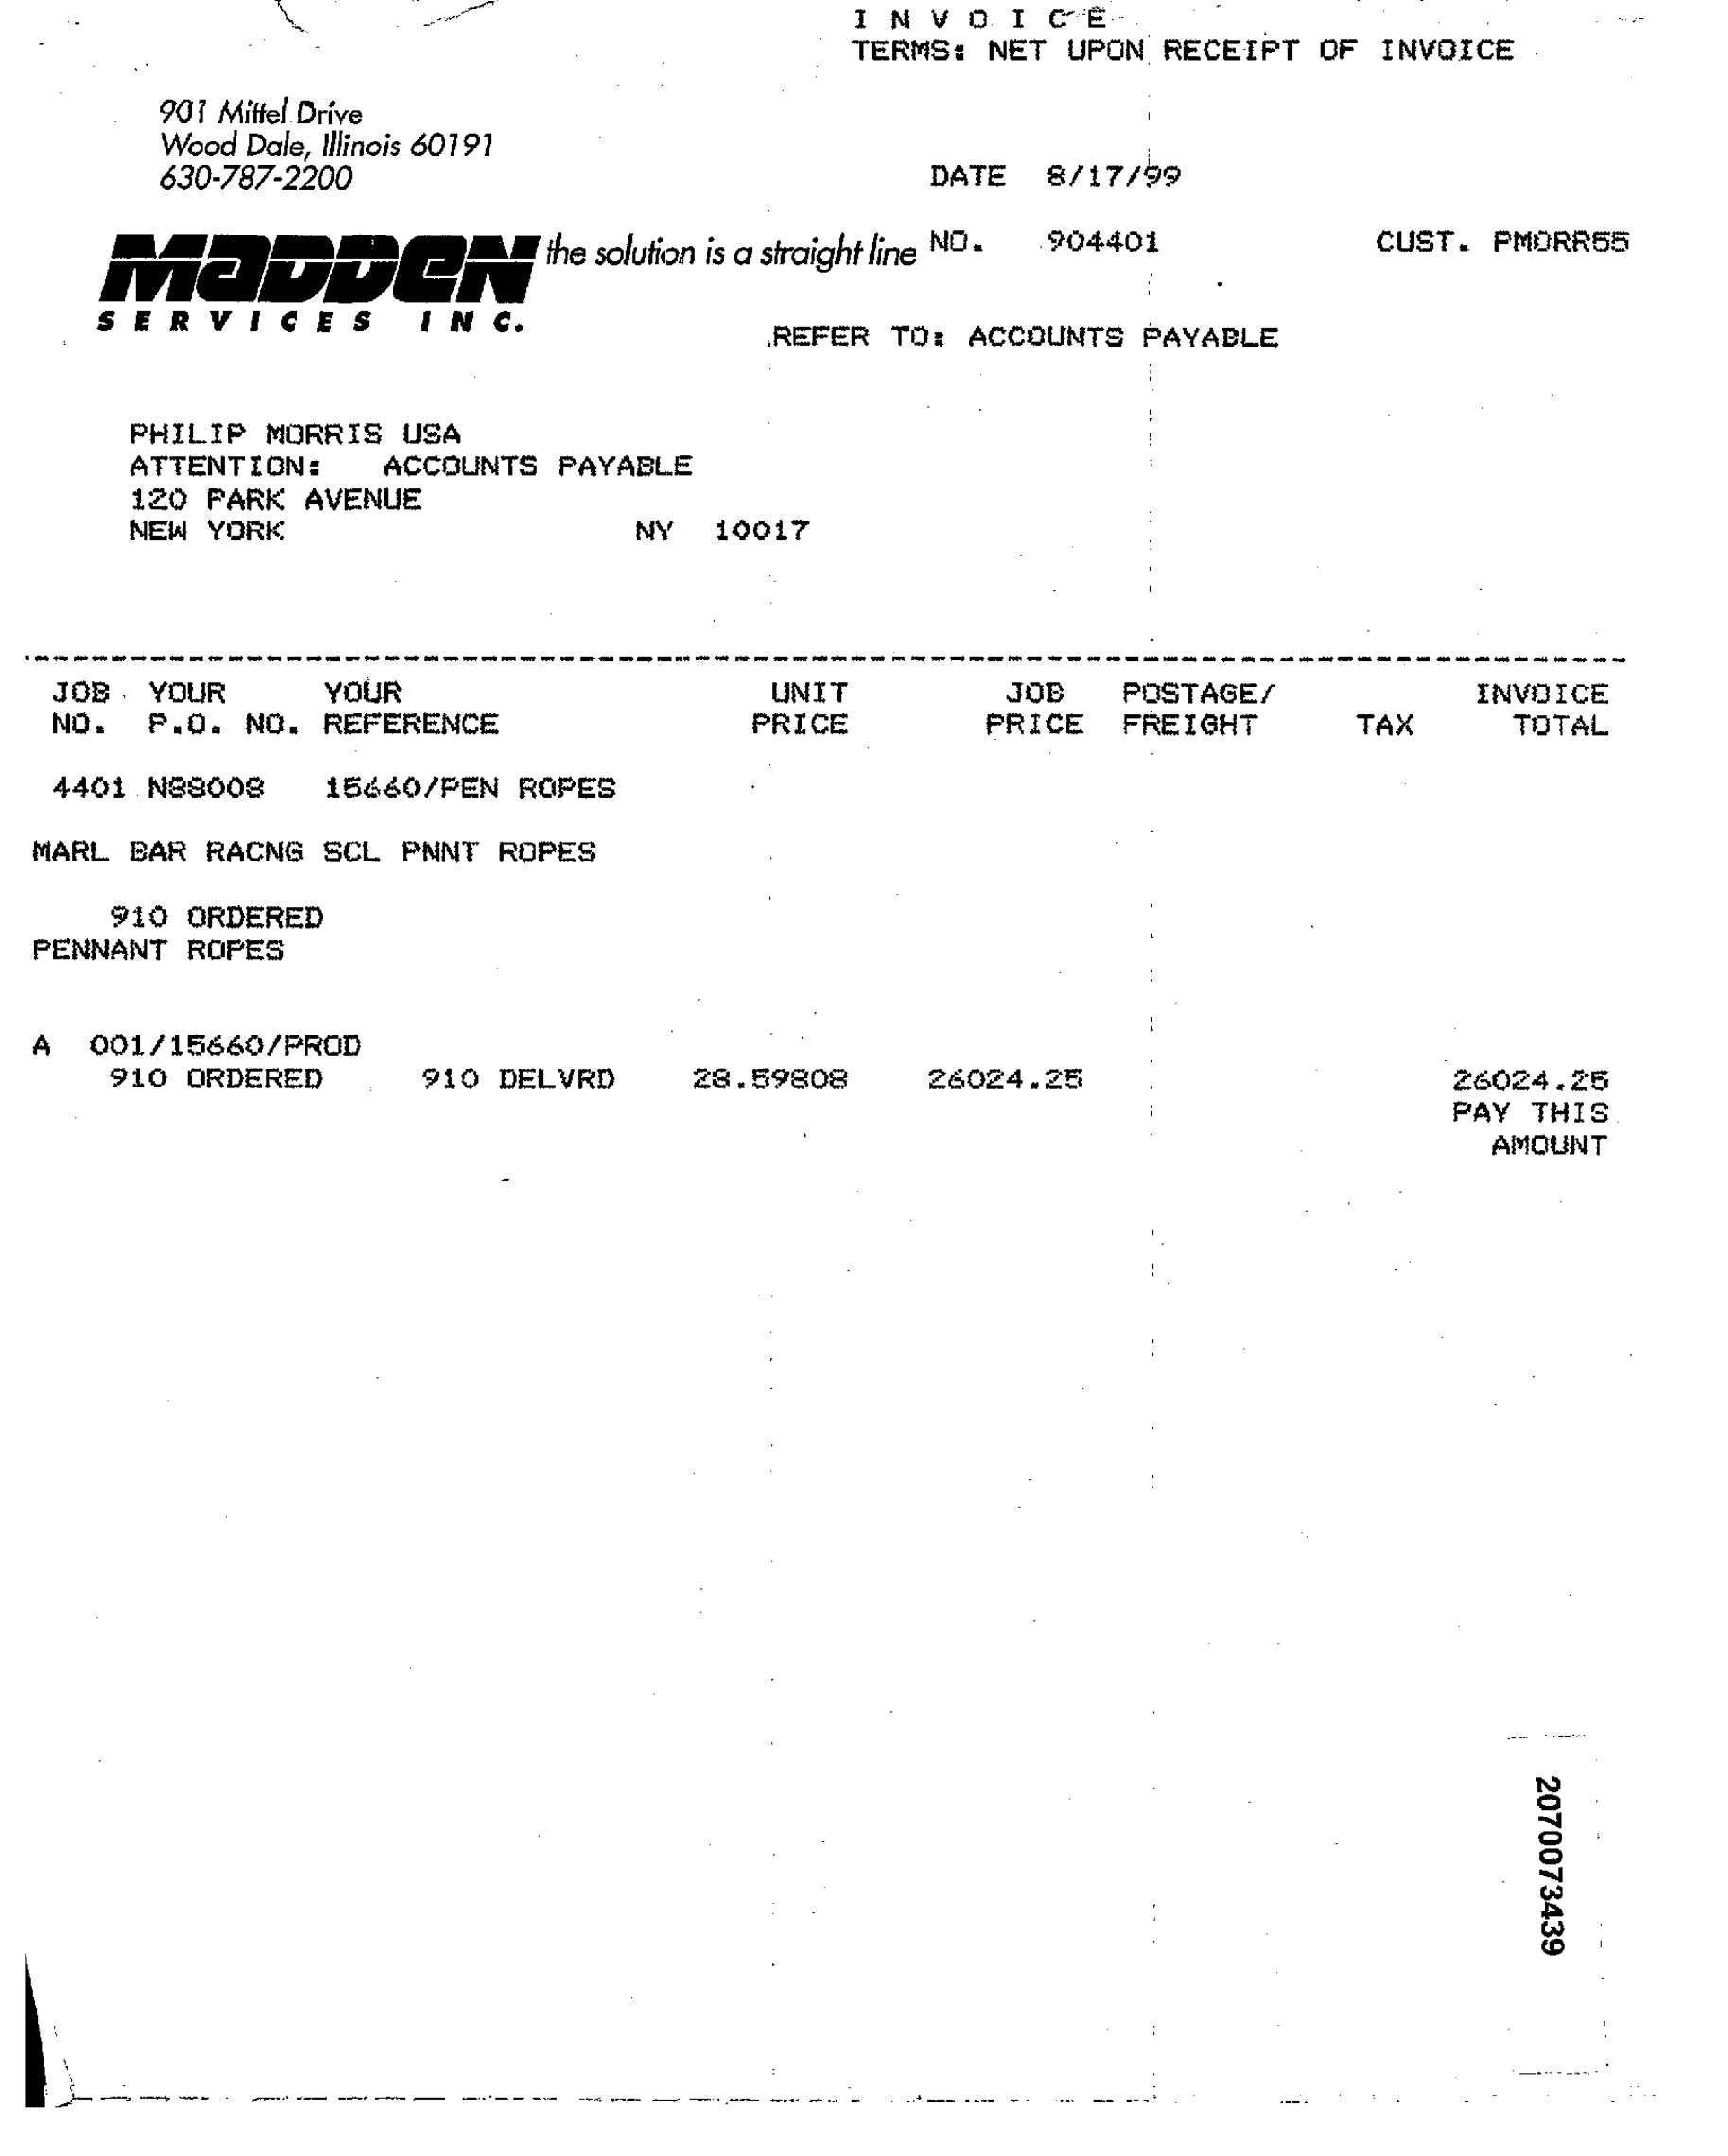 I N V O I C E
TERMS: NET UPON RECEIPT OF INVOICE
901 Mittel Drive
Wood Dale, Illinois 60191
630-787-2200
DATE 8/17/99
MADDEN the solution is a straight line
SERVICES INC.
NO. 904401 CUST. PMORR55
REFER TO: ACCOUNTS PAYABLE
PHILIP MORRIS USA
ATTENTION: ACCOUNTS PAYABLE
120 PARK AVENUE
NEW YORK NY 10017
JOB YOUR YOUR UNIT JOB POSTAGE/ INVOICE
NO. P.O. NO. REFERENCE PRICE PRICE FREIGHT TAX TOTAL
4401 N88008 15660/PEN ROPES
MARL BAR RACNG SCL PNNT ROPES
910 ORDERED
PENNANT ROPES
A 001/15660/PROD
910 ORDERED 910 DELVRD 28.59808 26024.25 26024.25
PAY THIS
AMOUNT
2070073439